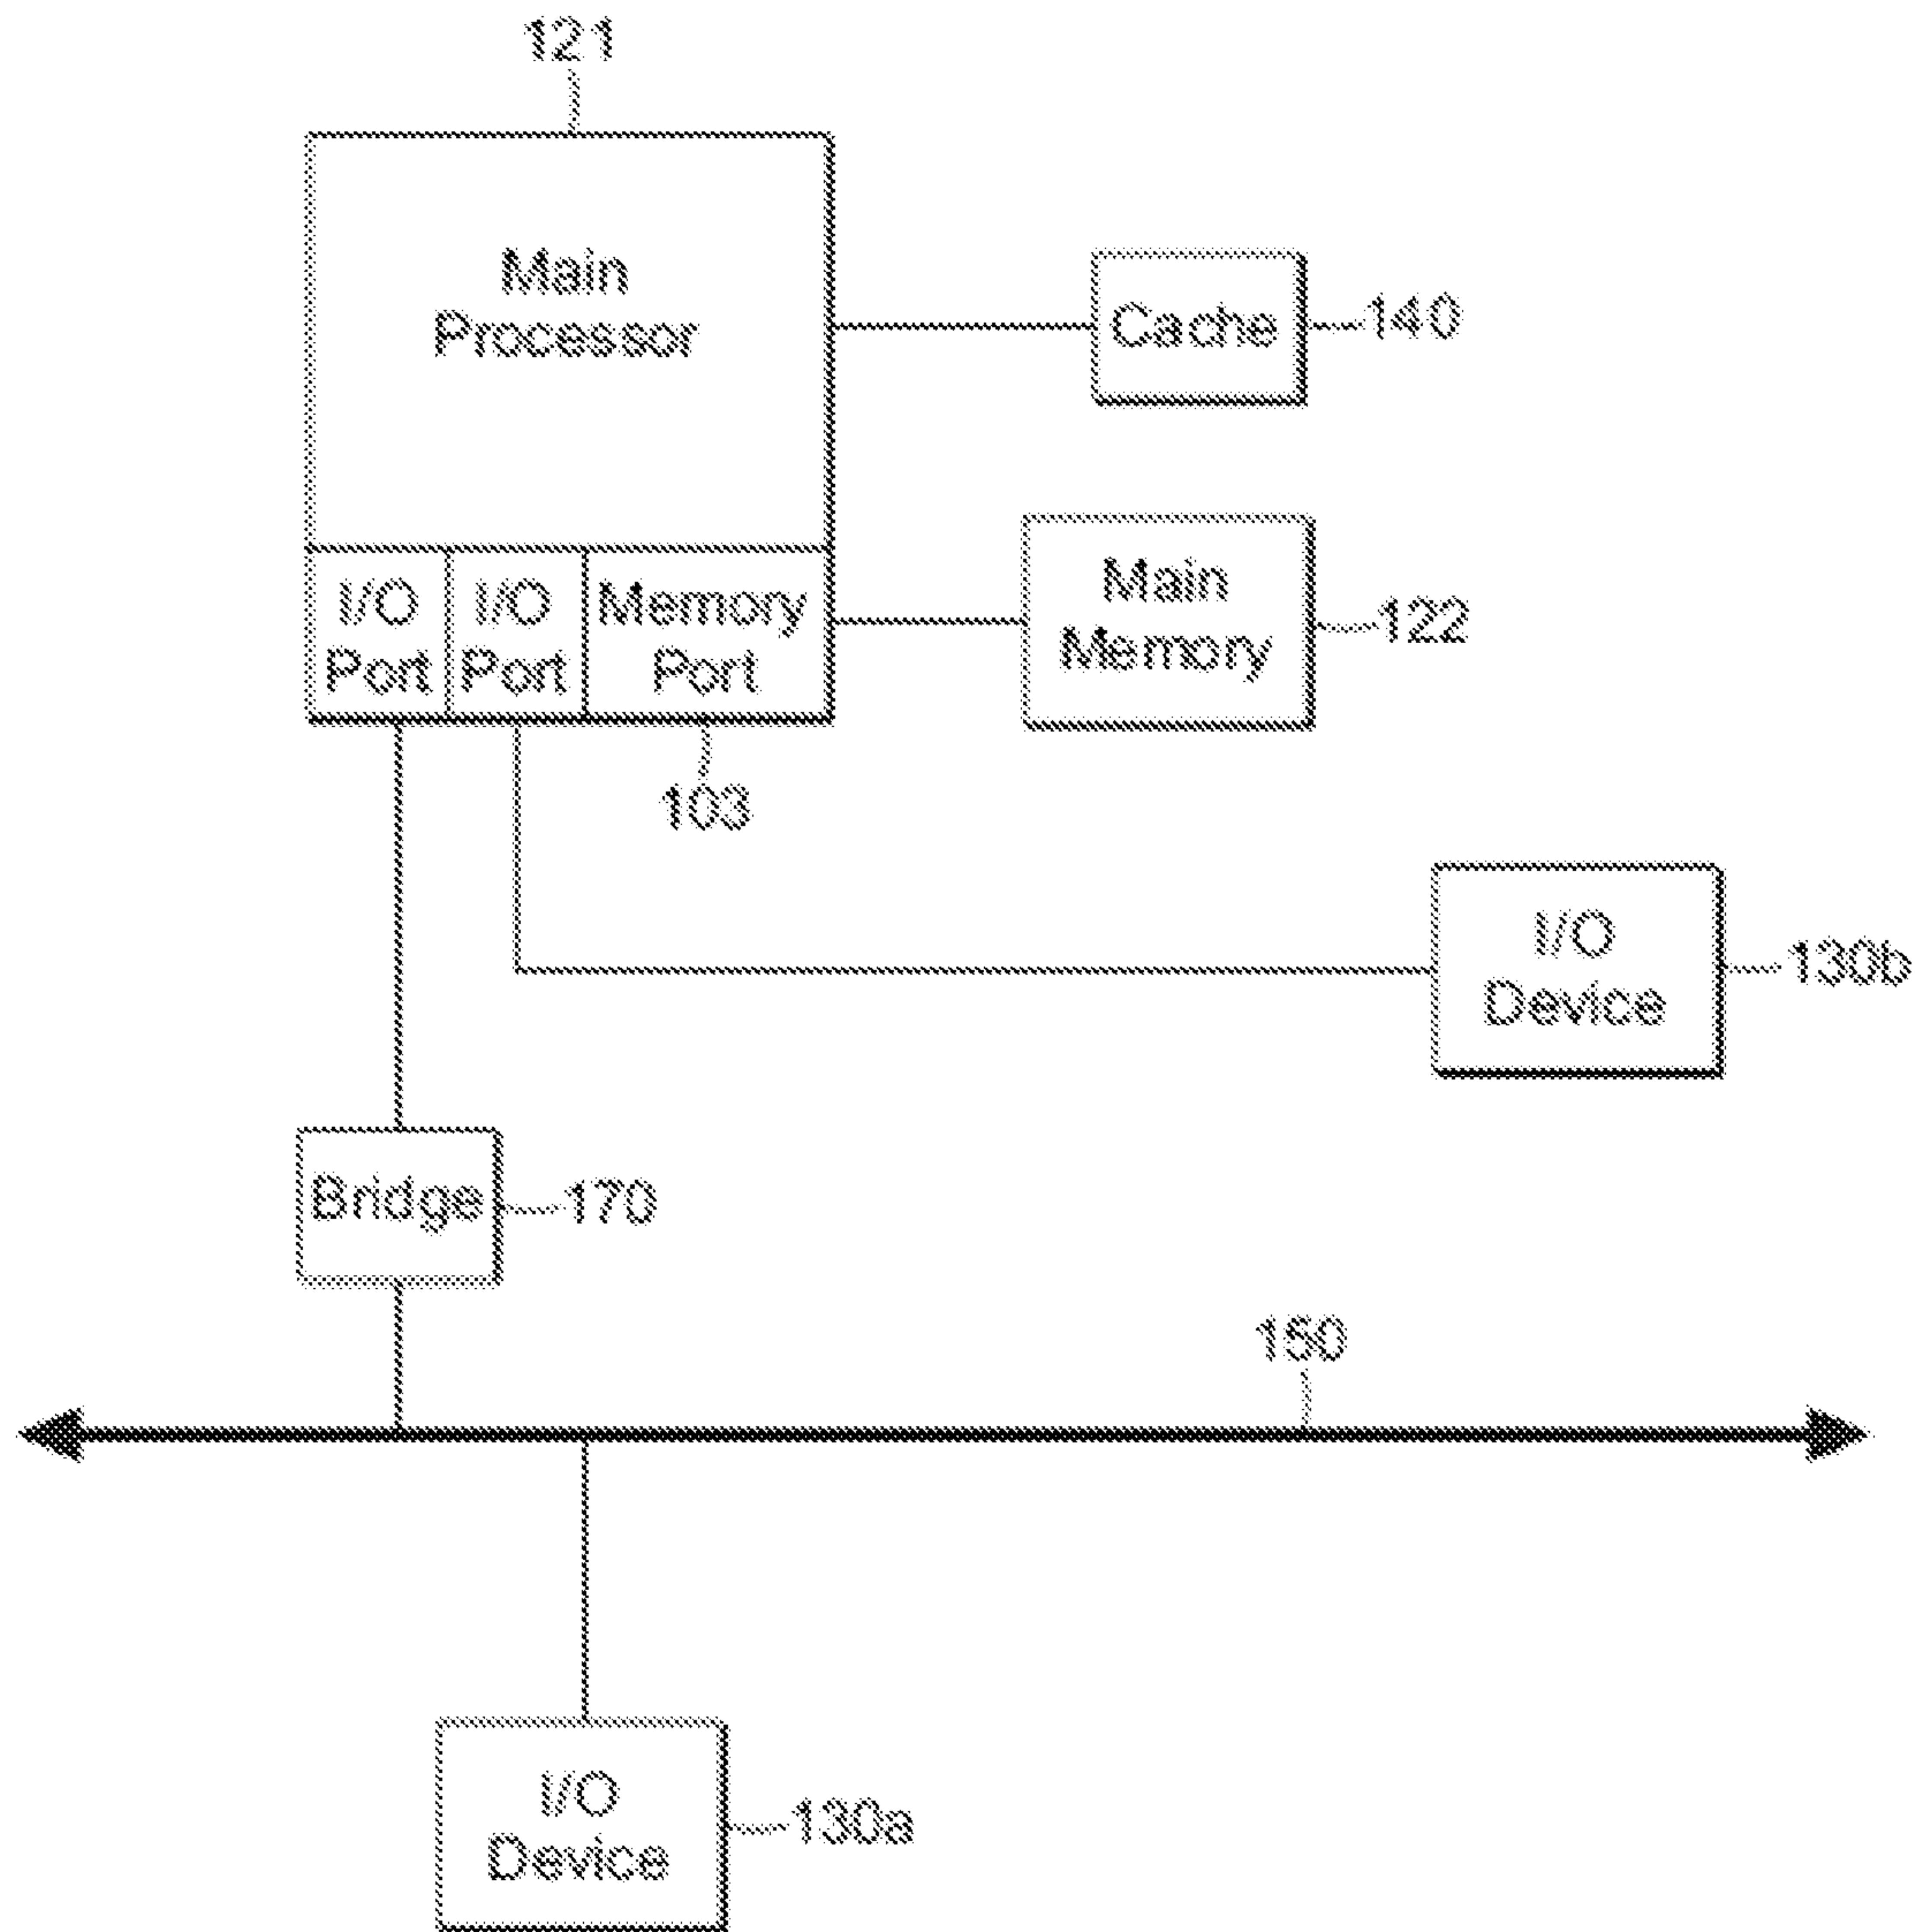 121
Main
Processor
Cache
140
I/O
Port
I/O
Port
Memory
Port
Main
Memory
122
103
I/O
Device
130b
Bridge
170
150
I/O
Device
130a